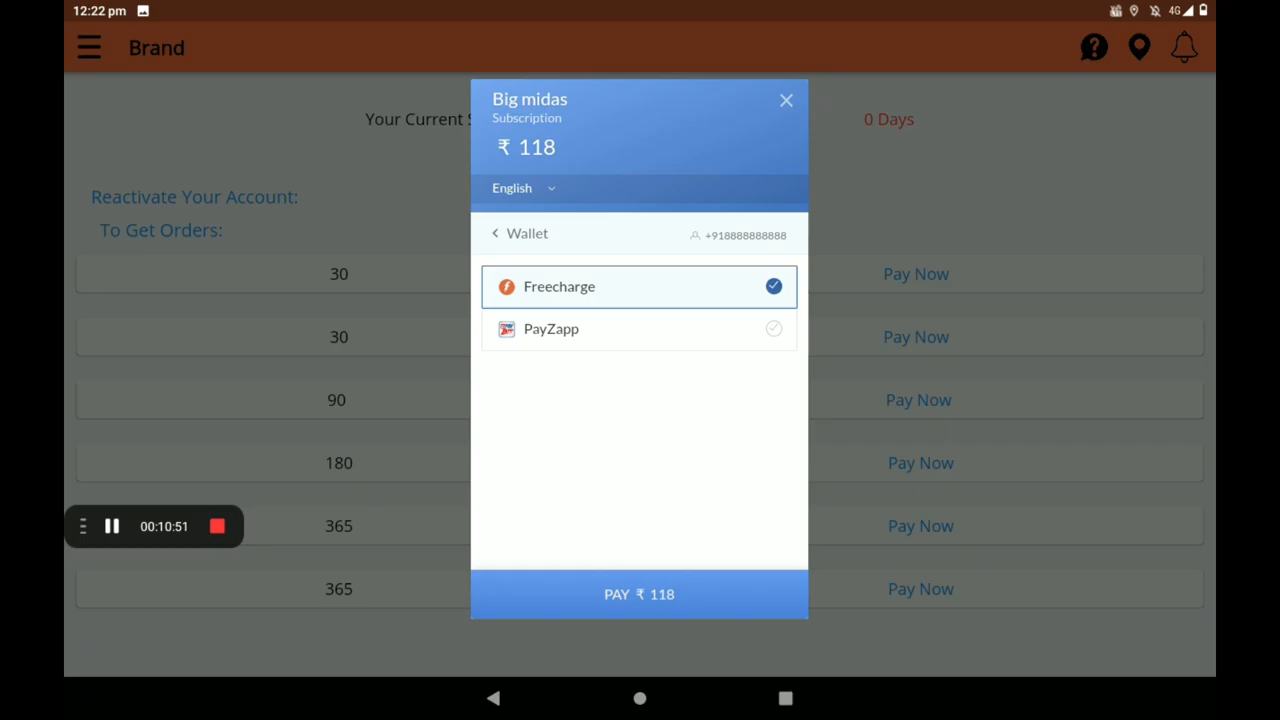 12:22 pm
4G
Brand
Big midas
Subscription
₹ 118
English
Your Current S
0 Days
Reactivate Your Account:
To Get Orders:
Wallet
+918888888888
Freecharge
PayZapp
30
Pay Now
30
Pay Now
90
Pay Now
180
Pay Now
00:10:51
365
Pay Now
365
Pay Now
PAY ₹ 118